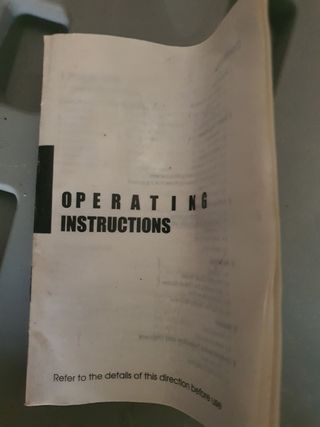 OPERATING
INSTRUCTIONS
Refer to the details of this direction before use